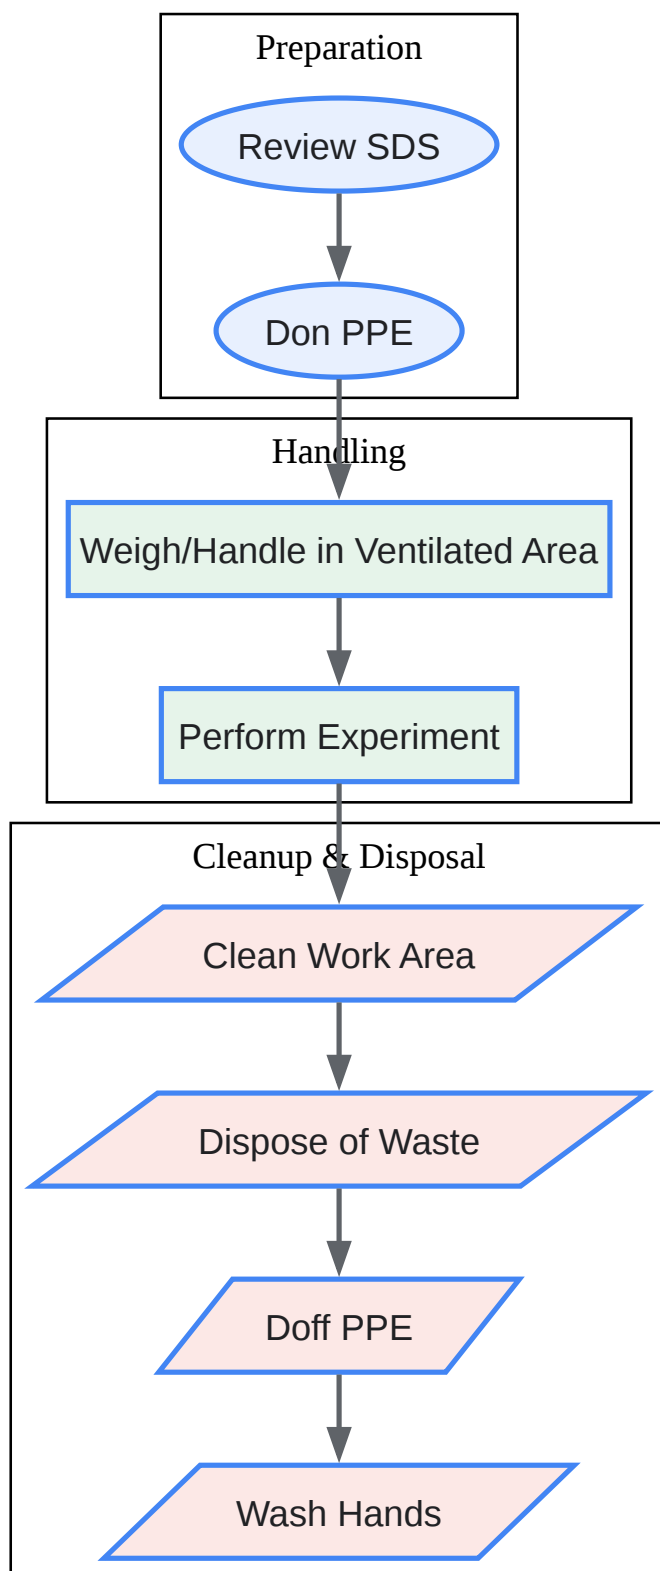 Preparation
Review SDS
Don PPE
Handling
Weigh/Handle in Ventilated Area
Perform Experiment
Cleanup & Disposal
Clean Work Area
Dispose of Waste
Doff PPE
Wash Hands